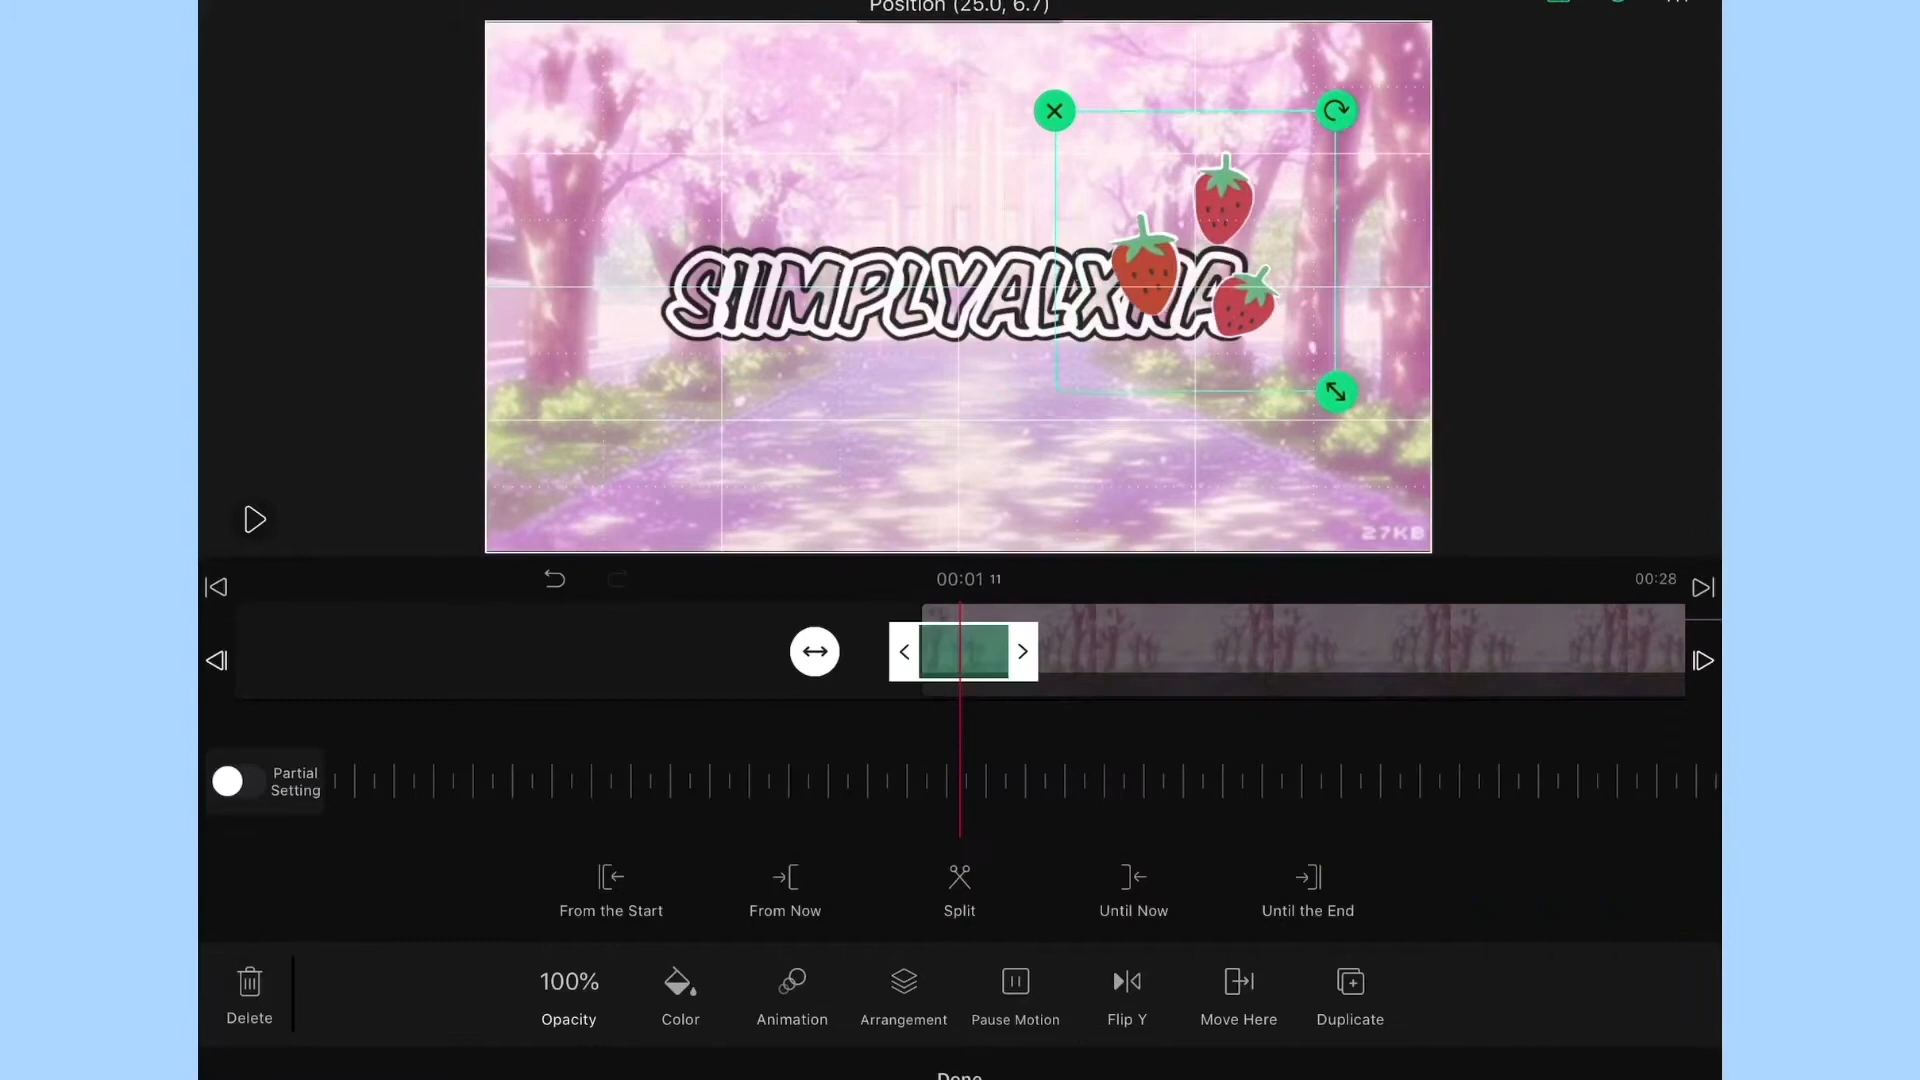 Position (25.0, 6.7)
SIIMPLYALXNA
27KB
00:01 11
00:28
Partial
Setting
From the Start
From Now
Split
Until Now
Until the End
Delete
100%
Opacity
Color
Animation
Arrangement
Pause Motion
Flip Y
Move Here
Duplicate
Done